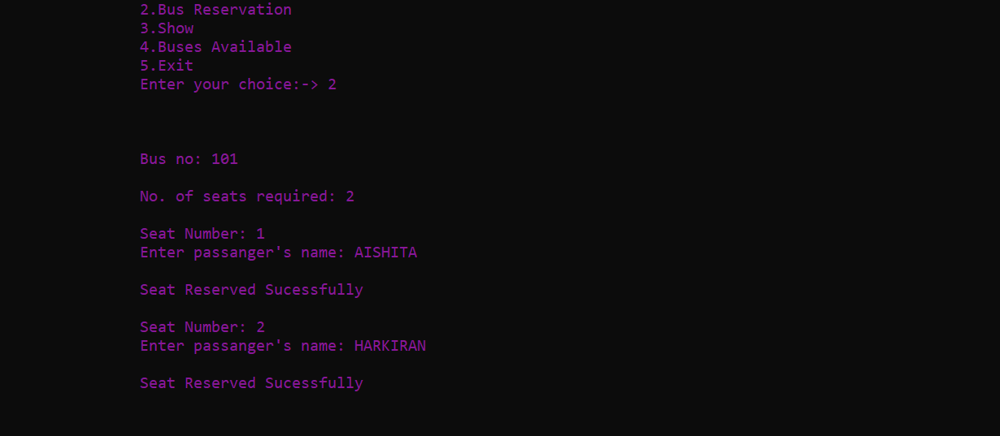 2.Bus Reservation
3.Show
4.Buses Available
5.Exit
Enter your choice:-> 2
Bus no: 101
No. of seats required: 2
Seat Number: 1
Enter passanger's name: AISHITA
Seat Reserved Sucessfully
Seat Number: 2
Enter passanger's name: HARKIRAN
Seat Reserved Sucessfully